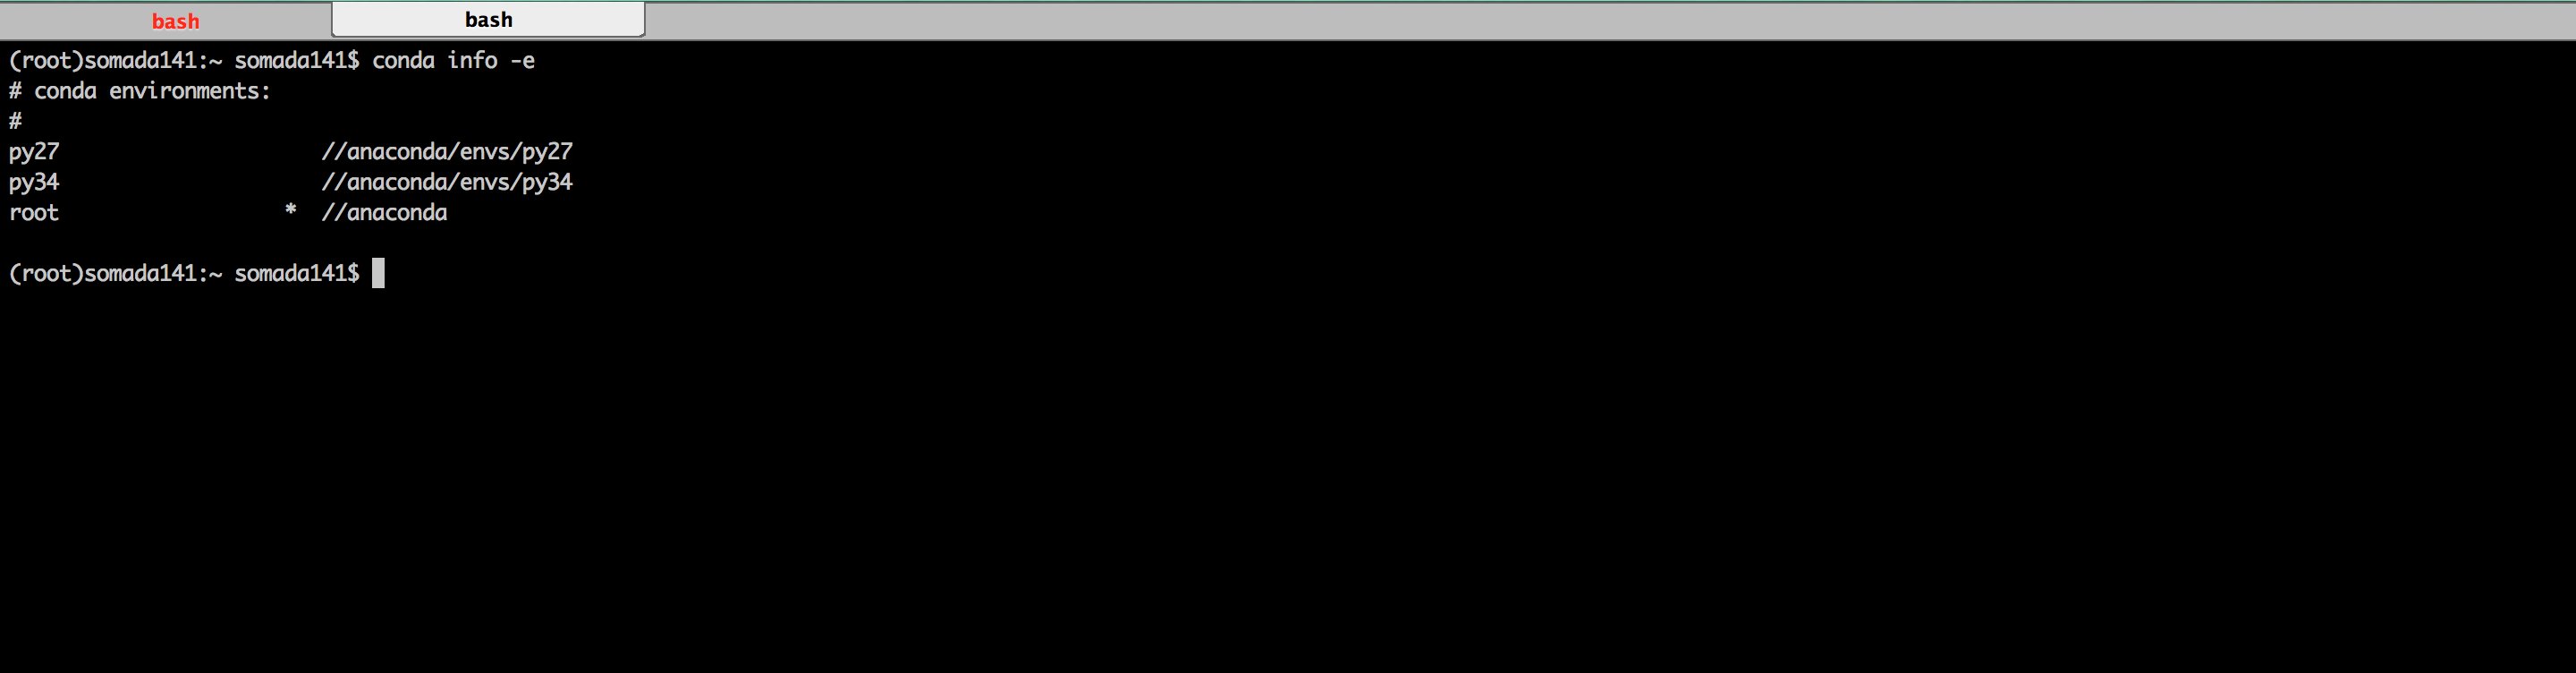 bash bash
(root)somada141:~ somada141$ conda info -e
# conda environments:
#
py27                     //anaconda/envs/py27
py34                     //anaconda/envs/py34
root                  *  //anaconda
(root)somada141:~ somada141$